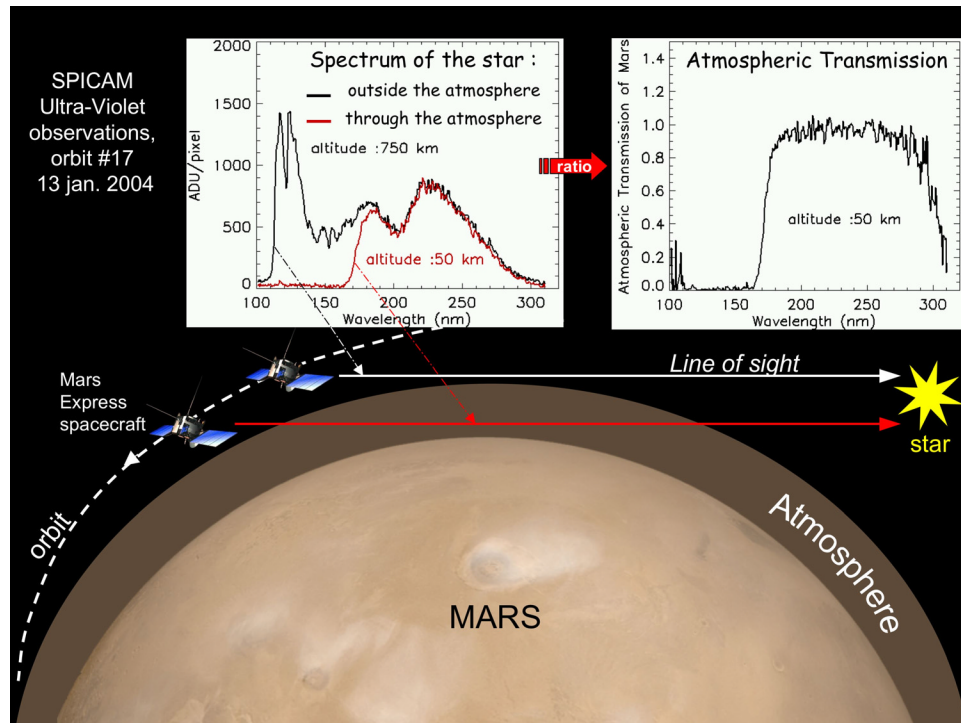 SPICAM
Ultra-Violet
observations,
orbit #17
13 jan. 2004
2000
1500
1000
500
0
ADU/pixel
Spectrum of the star :
outside the atmosphere
through the atmosphere
altitude :750 km
altitude :50 km
100 150 200 250 300
Wavelength (nm)
ratio
Atmospheric Transmission of Mars
1.4
1.2
1.0
0.8
0.6
0.4
0.2
0.0
Atmospheric Transmission
altitude :50 km
100 150 200 250 300
Wavelength (nm)
Line of sight
Mars
Express
spacecraft
star
orbit
Atmosphere
MARS